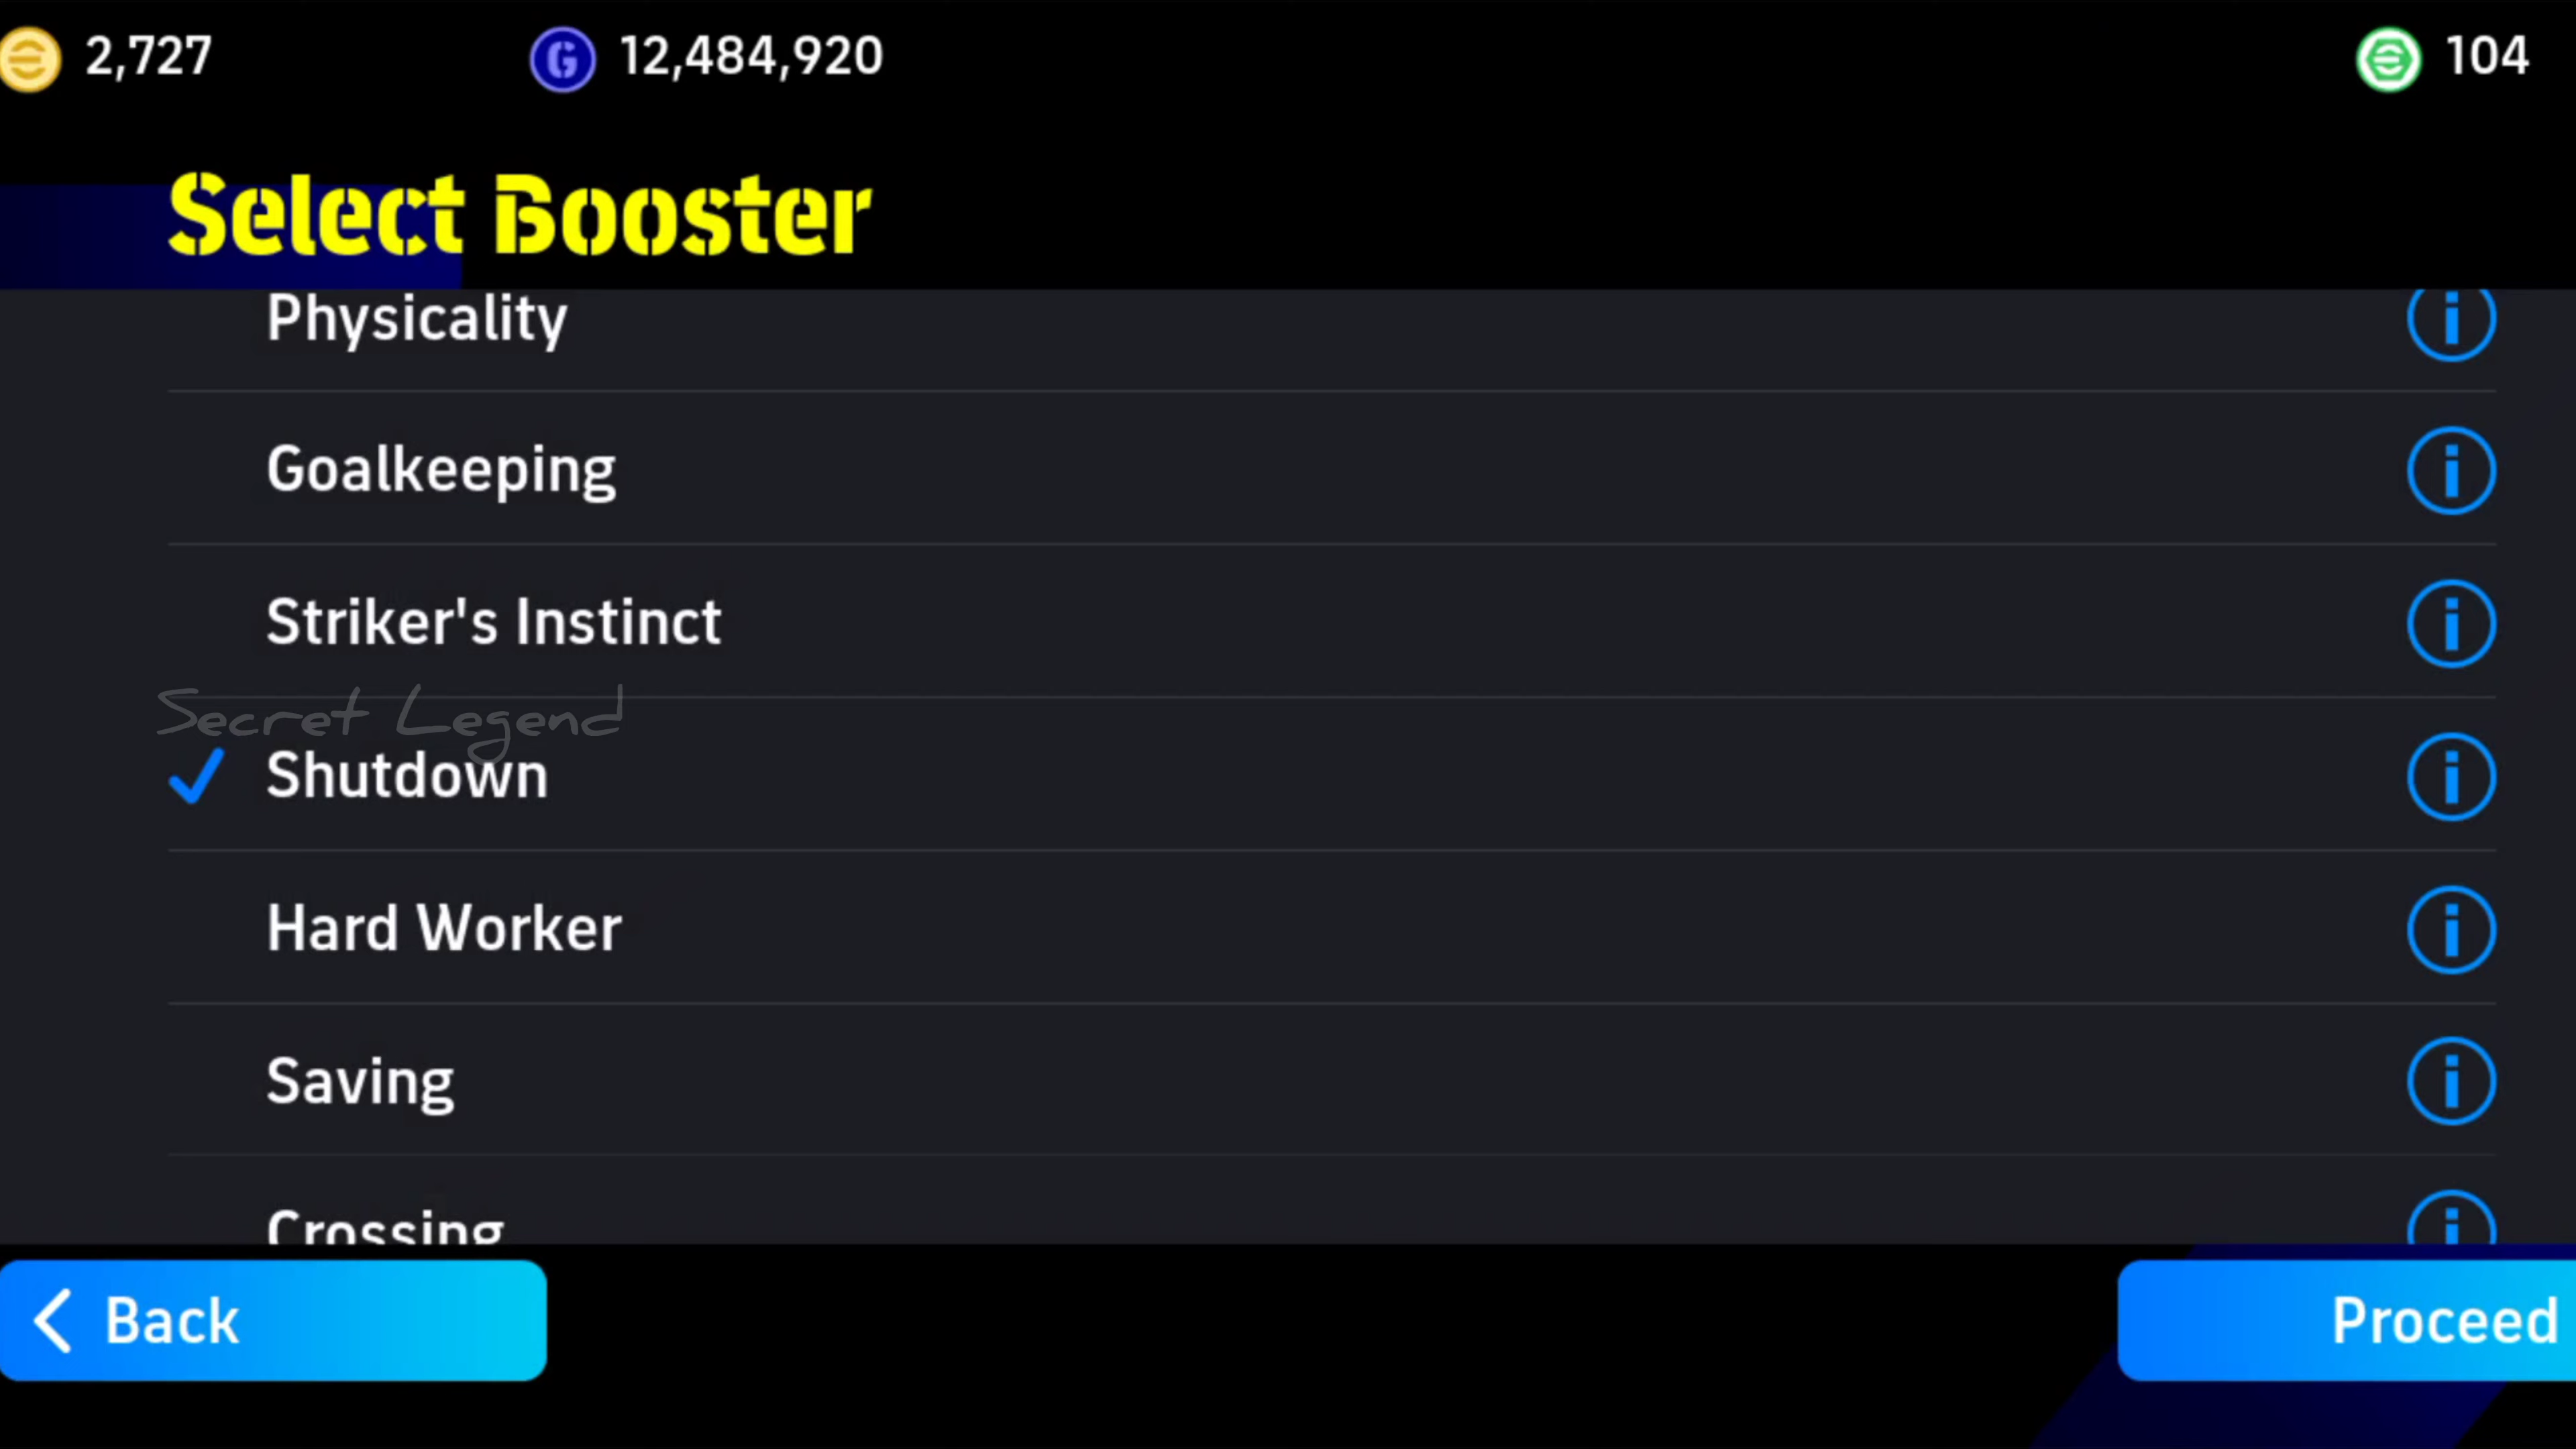 2,727 12,484,920 104
Select Booster
Physicality
Goalkeeping
Striker's Instinct
Secret Legend
Shutdown
Hard Worker
Saving
Crossing
Back Proceed